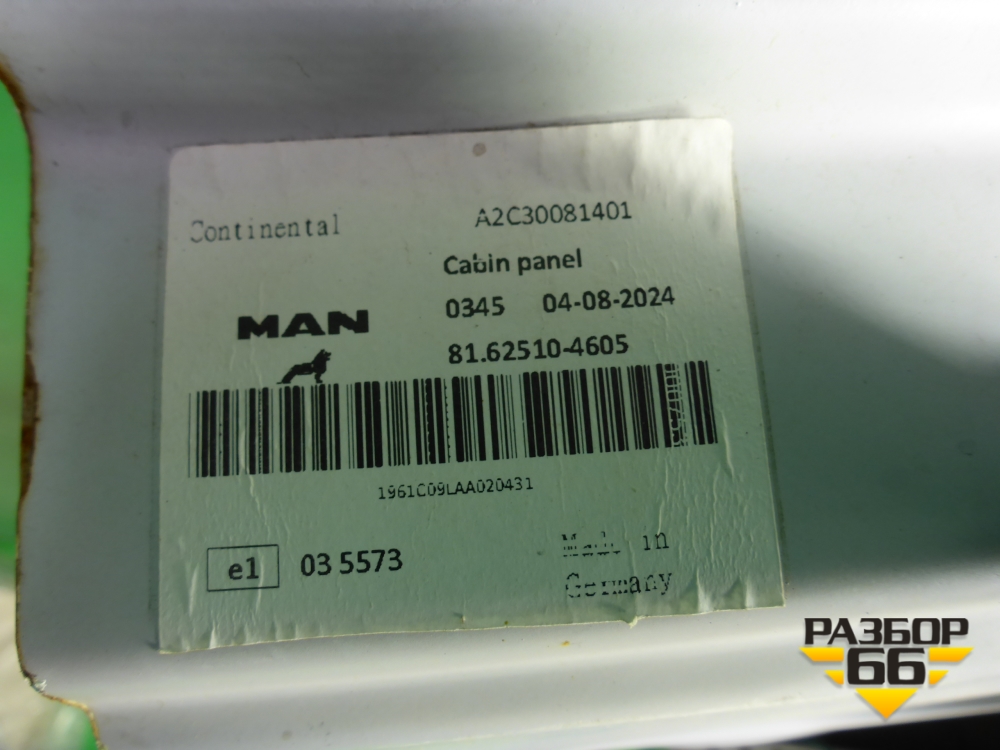 Continental A2C30081401
Cabin panel
0345 04-08-2024
MAN
81.62510-4605
1961C09LAA020431
e1 03 5573
Made in
Germany
РАЗБОР
66